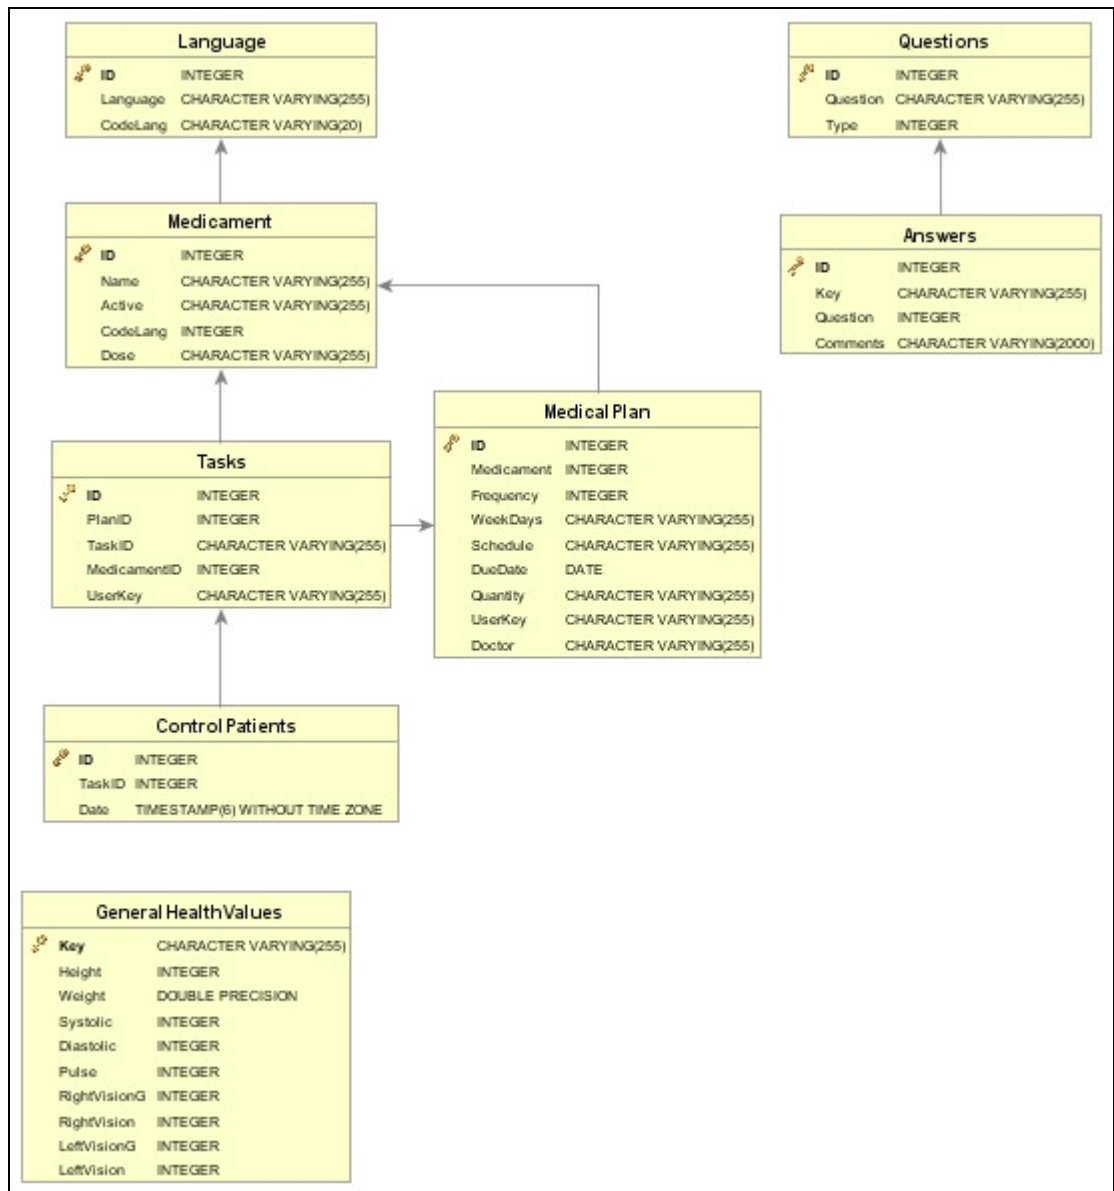 Language
ID INTEGER
Language CHARACTER VARYING(255)
CodeLang CHARACTER VARYING(20)
Questions
ID INTEGER
Question CHARACTER VARYING(255)
Type INTEGER
Medicament
ID INTEGER
Name CHARACTER VARYING(255)
Active CHARACTER VARYING(255)
CodeLang INTEGER
Dose CHARACTER VARYING(255)
Answers
ID INTEGER
Key CHARACTER VARYING(255)
Question INTEGER
Comments CHARACTER VARYING(2000)
Medical Plan
ID INTEGER
Medicament INTEGER
Frequency INTEGER
WeekDays CHARACTER VARYING(255)
Schedule CHARACTER VARYING(255)
DueDate DATE
Quantity CHARACTER VARYING(255)
UserKey CHARACTER VARYING(255)
Doctor CHARACTER VARYING(255)
Tasks
ID INTEGER
PlanID INTEGER
TaskID CHARACTER VARYING(255)
MedicamentID INTEGER
UserKey CHARACTER VARYING(255)
Control Patients
ID INTEGER
TaskID INTEGER
Date TIMESTAMP(6) WITHOUT TIME ZONE
General HealthValues
Key CHARACTER VARYING(255)
Height INTEGER
Weight DOUBLE PRECISION
Systolic INTEGER
Diastolic INTEGER
Pulse INTEGER
RightVisionG INTEGER
RightVision INTEGER
LeftVisionG INTEGER
LeftVision INTEGER